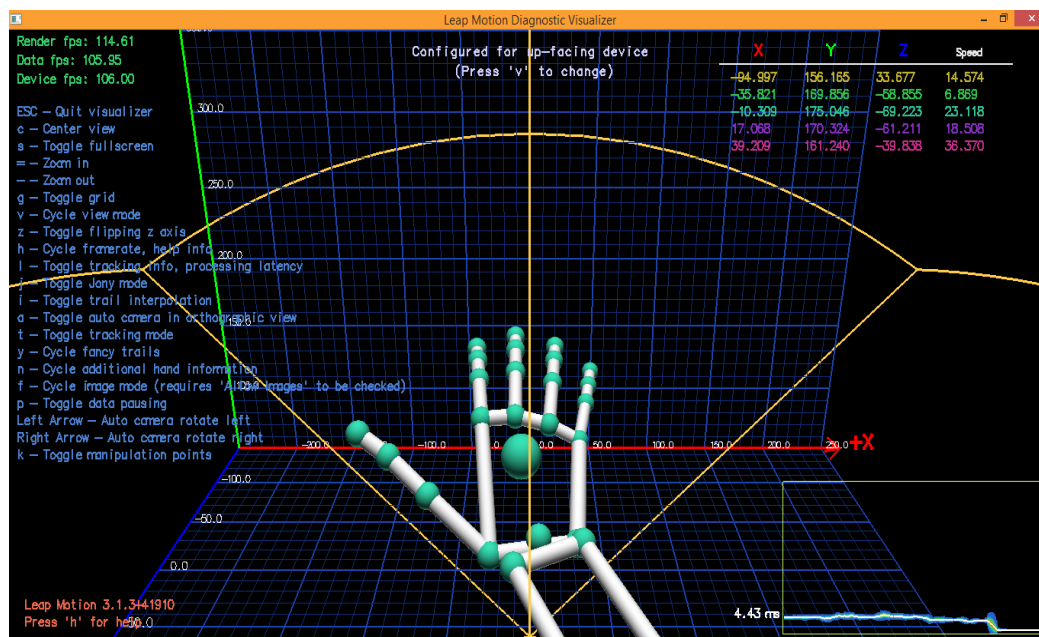 Leap Motion Diagnostic Visualizer
Render fps: 114.61
Data fps: 105.95
Device fps: 106.00
Configured for up-facing device
(Press 'v' to change)
X Y Z Speed
-94.997 156.165 33.677 14.574
-35.821 169.856 -58.855 6.869
-10.309 175.046 -69.223 23.118
17.068 170.324 -61.211 18.508
39.209 161.240 -39.838 36.370
ESC - Quit visualizer
c - Center view
s - Toggle fullscreen
= - Zoom in
- - Zoom out
g - Toggle grid
v - Cycle view mode
z - Toggle flipping z axis
h - Cycle framerate, help info
l - Toggle tracking info, processing latency
j - Toggle Jony mode
i - Toggle trail interpolation
a - Toggle auto camera in orthographic view
t - Toggle tracking mode
y - Cycle fancy trails
n - Cycle additional hand information
f - Cycle image mode (requires 'Allow Images' to be checked)
p - Toggle data pausing
Left Arrow - Auto camera rotate left
Right Arrow - Auto camera rotate right
k - Toggle manipulation points
300.0
250.0
200.0
150.0
-200.0 -100.0 50.0 100.0 150.0 200.0 250.0 +X
-100.0
-50.0
0.0
50.0
Leap Motion 3.1.3+41910
Press 'h' for help
4.43 ms